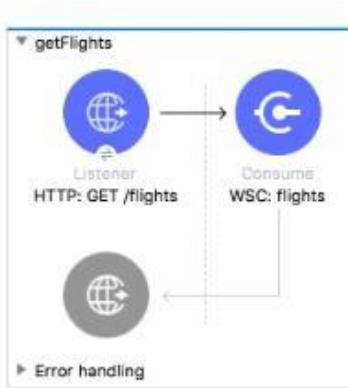 getFlights
Listener
Consume
HTTP: GET /flights
WSC: flights
Error handling